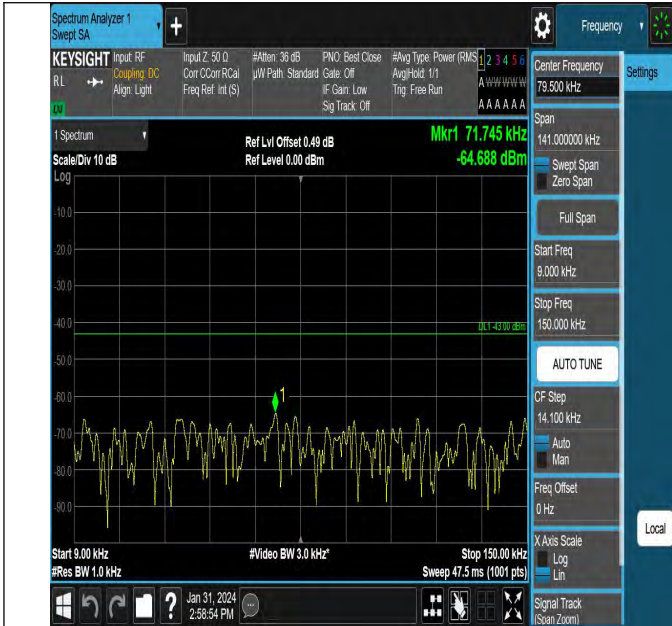 Spectrum Analyzer 1
Swept SA
+
Frequency
KEYSIGHT
RL
Input: RF
Coupling: DC
Align: Light
Input Z: 50 Ω
Corr CCorr RCal
Freq Ref: Int (S)
#Atten: 36 dB
µW Path: Standard
PNO: Best Close
Gate: Off
IF Gain: Low
Sig Track: Off
#Avg Type: Power (RMS
Avg|Hold: 1/1
Trig: Free Run
1 2 3 4 5 6
A W W W W W
A A A A A A
1 Spectrum
Scale/Div 10 dB
Log
Ref Lvl Offset 0.49 dB
Ref Level 0.00 dBm
Mkr1 71.745 kHz
-64.688 dBm
-10.0
-20.0
-30.0
-40.0
-50.0
-60.0
-70.0
-80.0
-90.0
DL1 -43.00 dBm
1
Start 9.00 kHz
#Res BW 1.0 kHz
#Video BW 3.0 kHz*
Stop 150.00 kHz
Sweep 47.5 ms (1001 pts)
?
Jan 31, 2024
2:58:54 PM
Center Frequency
79.500 kHz
Span
141.000000 kHz
Swept Span
Zero Span
Full Span
Start Freq
9.000 kHz
Stop Freq
150.000 kHz
AUTO TUNE
CF Step
14.100 kHz
Auto
Man
Freq Offset
0 Hz
X Axis Scale
Log
Lin
Signal Track
(Span Zoom)
Settings
Local